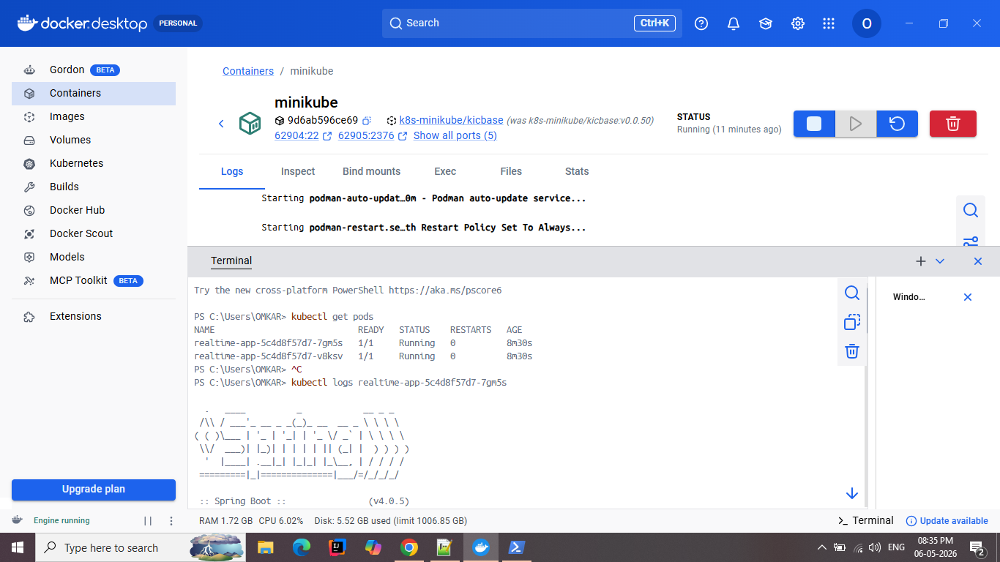 docker.desktop PERSONAL Search Ctrl+K O
Gordon BETA
Containers
Images
Volumes
Kubernetes
Builds
Docker Hub
Docker Scout
Models
MCP Toolkit BETA
Extensions
Upgrade plan
Containers / minikube
minikube
9d6ab596ce69 k8s-minikube/kicbase (was k8s-minikube/kicbase:v0.0.50)
62904:22 62905:2376 Show all ports (5)
STATUS
Running (11 minutes ago)
Logs Inspect Bind mounts Exec Files Stats
Starting podman-auto-updat…0m - Podman auto-update service...
Starting podman-restart.se…th Restart Policy Set To Always...
Terminal
Windo...
Try the new cross-platform PowerShell https://aka.ms/pscore6
PS C:\Users\OMKAR> kubectl get pods
NAME READY STATUS RESTARTS AGE
realtime-app-5c4d8f57d7-7gm5s 1/1 Running 0 8m30s
realtime-app-5c4d8f57d7-v8ksv 1/1 Running 0 8m30s
PS C:\Users\OMKAR> ^C
PS C:\Users\OMKAR> kubectl logs realtime-app-5c4d8f57d7-7gm5s
  .   ____          _            __ _ _
 /\\ / ___'_ __ _ _(_)_ __  __ _ \ \ \ \
( ( )\___ | '_ | '_| | '_ \/ _` | \ \ \ \
 \\/  ___)| |_)| | | | | || (_| |  ) ) ) )
  '  |____| .__|_| |_|_| |_\__, | / / / /
 =========|_|==============|___/=/_/_/_/
:: Spring Boot :: (v4.0.5)
Engine running RAM 1.72 GB CPU 6.02% Disk: 5.52 GB used (limit 1006.85 GB) >_ Terminal Update available
Type here to search ENG 08:35 PM
06-05-2026 2